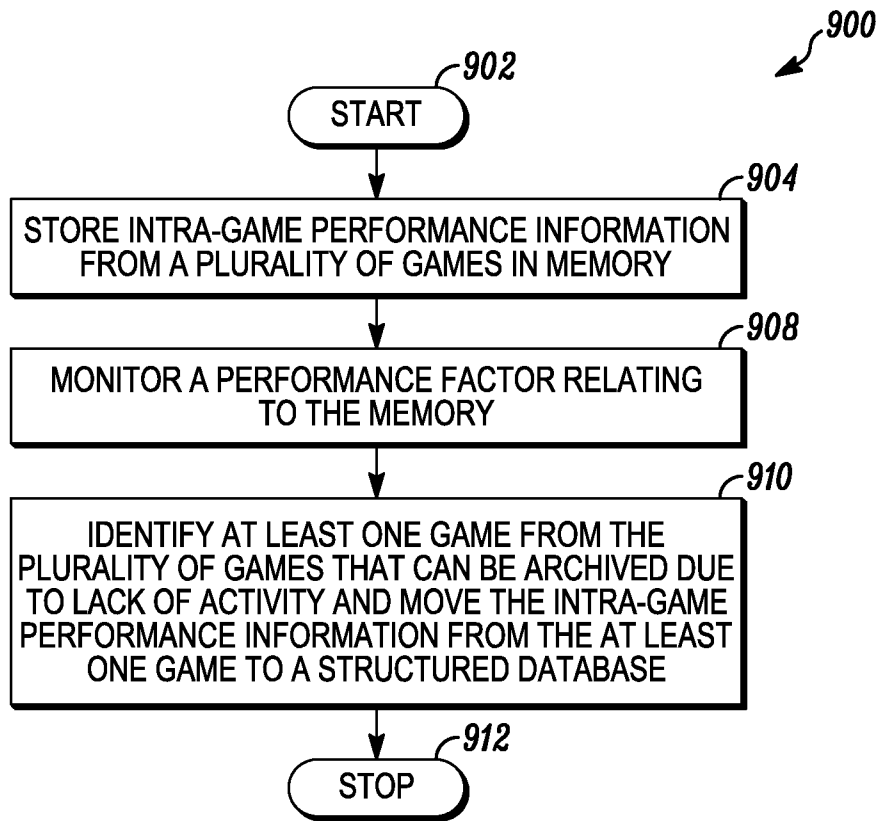 900
902
START
904
STORE INTRA-GAME PERFORMANCE INFORMATION
FROM A PLURALITY OF GAMES IN MEMORY
908
MONITOR A PERFORMANCE FACTOR RELATING
TO THE MEMORY
910
IDENTIFY AT LEAST ONE GAME FROM THE
PLURALITY OF GAMES THAT CAN BE ARCHIVED DUE
TO LACK OF ACTIVITY AND MOVE THE INTRA-GAME
PERFORMANCE INFORMATION FROM THE AT LEAST
ONE GAME TO A STRUCTURED DATABASE
912
STOP